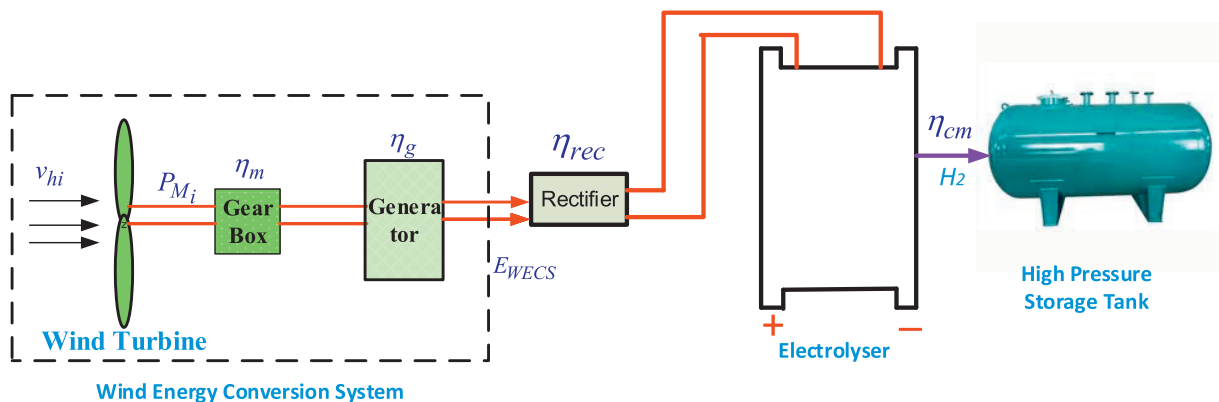 v_hi
P_Mi
η_m
Gear
Box
η_g
Genera
tor
E_WECS
η_rec
Rectifier
η_cm
H2
z
Wind Turbine
Wind Energy Conversion System
+
–
Electrolyser
High Pressure
Storage Tank